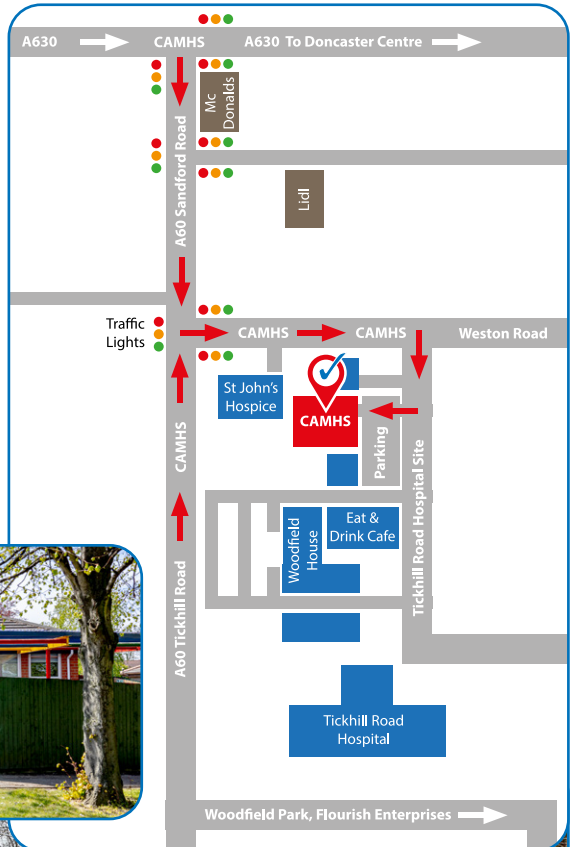 A630
CAMHS
A630 To Doncaster Centre
Mc
Donalds
A60 Sandford Road
Lidl
Traffic
Lights
CAMHS
CAMHS
Weston Road
St John's
Hospice
CAMHS
CAMHS
Parking
Tickhill Road Hospital Site
Woodfield
House
Eat &
Drink Cafe
A60 Tickhill Road
Tickhill Road
Hospital
Woodfield Park, Flourish Enterprises